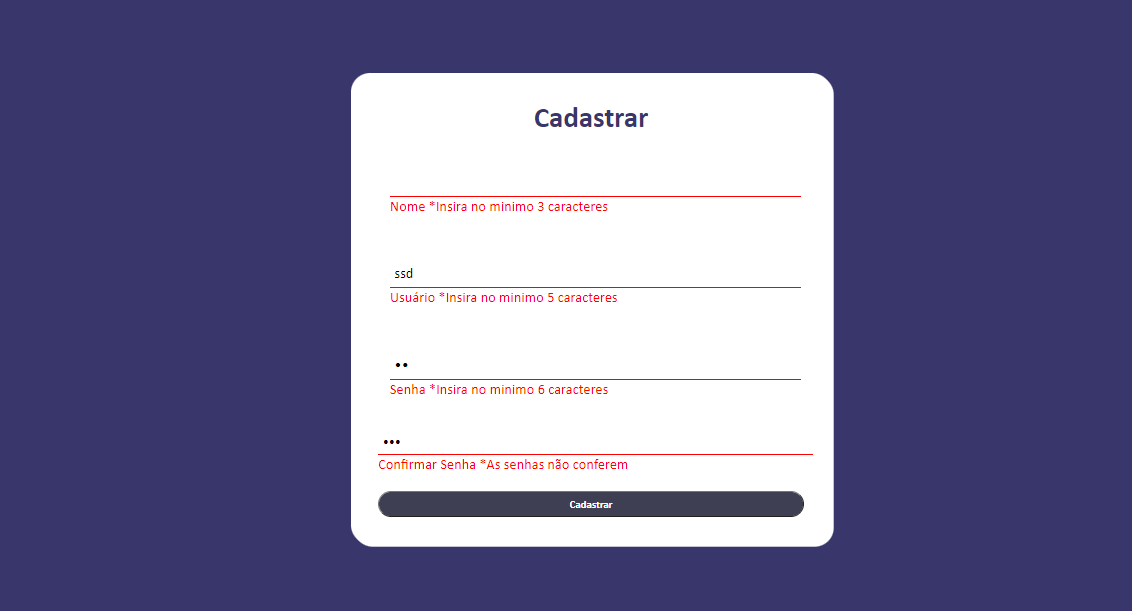 Cadastrar
Nome *Insira no minimo 3 caracteres
ssd
Usuário *Insira no minimo 5 caracteres
••
Senha *Insira no minimo 6 caracteres
•••
Confirmar Senha *As senhas não conferem
Cadastrar